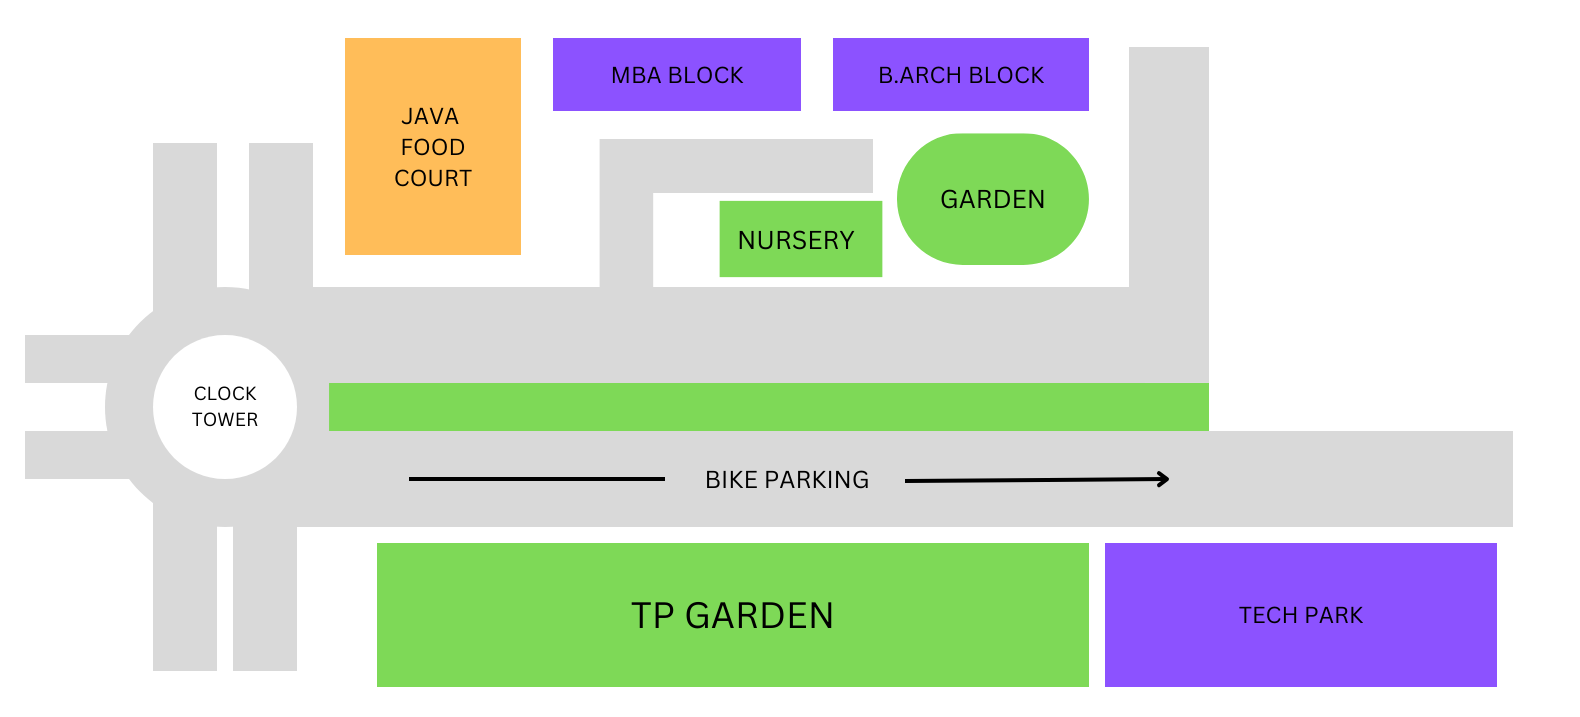 JAVA
FOOD
COURT
MBA BLOCK
B.ARCH BLOCK
GARDEN
NURSERY
CLOCK
TOWER
BIKE PARKING
TP GARDEN
TECH PARK